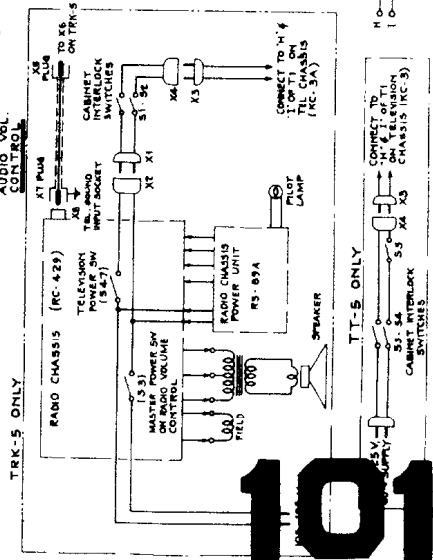 TRK-5 ONLY
AUDIO VOL.
CONTROL
X7 PLUG
X8
PLUG
TO X6
ON TRK-5
RADIO CHASSIS (RC-429)
TEL. SOUND
INPUT SOCKET
TELEVISION
POWER SW
(S47)
X2
X1
CABINET
INTERLOCK
SWITCHES
S1-S2
X4
X3
CONNECT TO 'H' &
'I' OF T1 ON
TEL CHASSIS
(KC-3A)
(S3)
MASTER POWER SW
ON RADIO VOLUME
CONTROL
RADIO CHASSIS
POWER UNIT
RS-89A
PILOT
LAMP
FIELD
SPEAKER
TT-5 ONLY
S3-S4
CABINET INTERLOCK
SWITCHES
S5
X4
X3
CONNECT TO
'H' & 'I' OF T1
ON TELEVISION
CHASSIS (KC-3)
SUPPLY
H
I
101